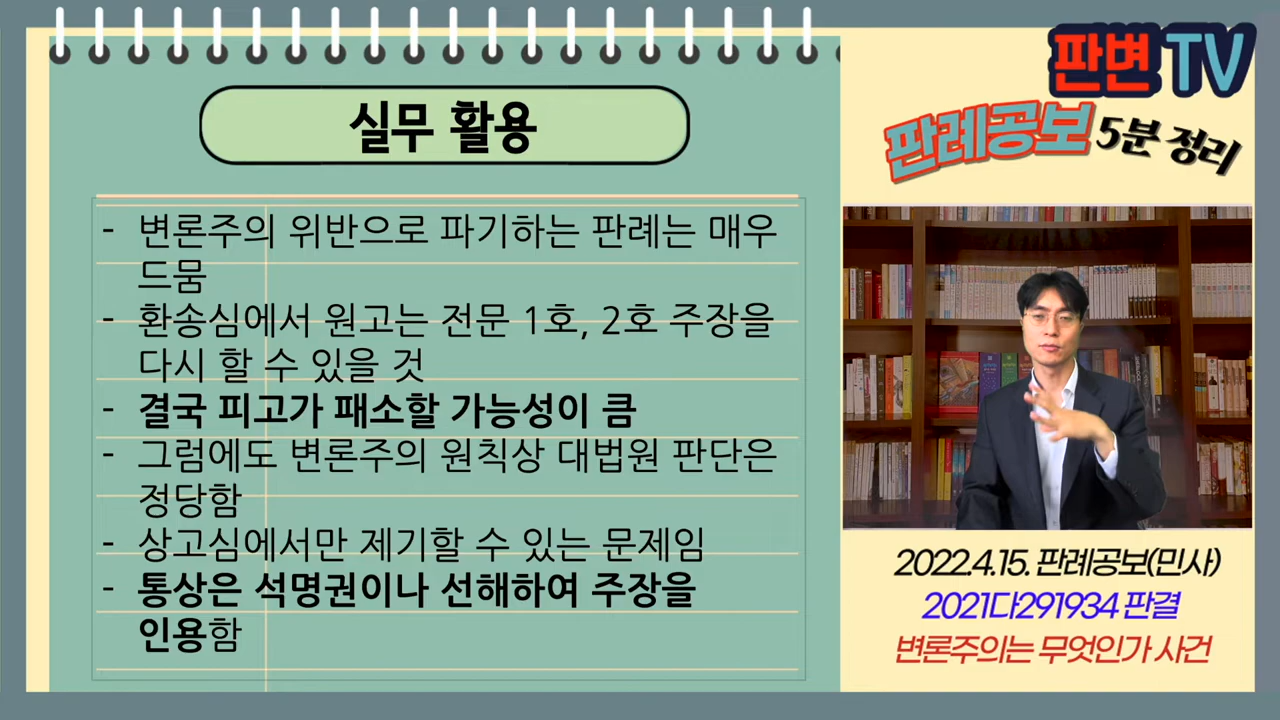 실무 활용
- 변론주의 위반으로 파기하는 판례는 매우
드뭄
- 환송심에서 원고는 전문 1호, 2호 주장을
다시 할 수 있을 것
- 결국 피고가 패소할 가능성이 큼
- 그럼에도 변론주의 원칙상 대법원 판단은
정당함
- 상고심에서만 제기할 수 있는 문제임
- 통상은 석명권이나 선해하여 주장을
인용함
판변 TV
판례공보 5분 정리
2022.4.15. 판례공보(민사)
2021다291934 판결
변론주의는 무엇인가 사건